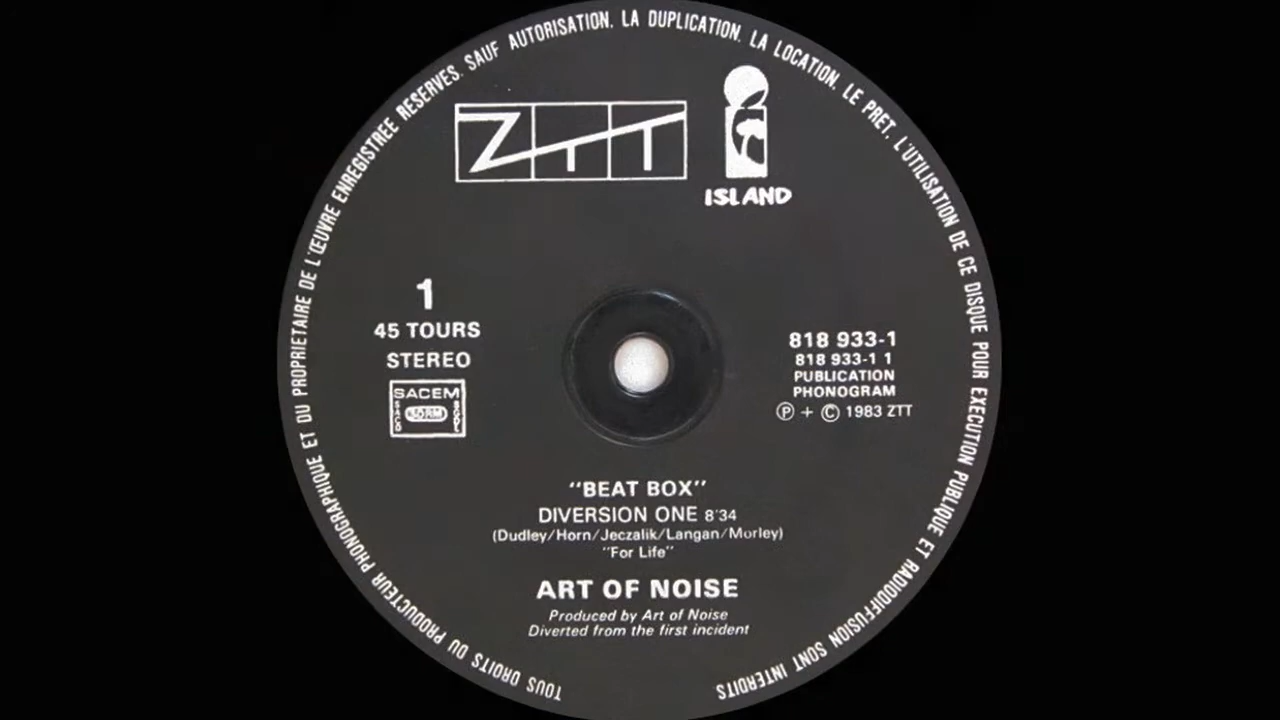 TOUS DROITS DU PRODUCTEUR PHONOGRAPHIQUE ET DU PROPRIETAIRE DE L'ŒUVRE ENREGISTREE RESERVES. SAUF AUTORISATION, LA DUPLICATION, LA LOCATION, LE PRET, L'UTILISATION DE CE DISQUE POUR EXECUTION PUBLIQUE ET RADIODIFFUSION SONT INTERDITS
ZTT
ISLAND
1
45 TOURS
STEREO
SACEM
818 933-1
818 933-1 1
PUBLICATION
PHONOGRAM
Ⓟ + © 1983 ZTT
"BEAT BOX"
DIVERSION ONE 8'34
(Dudley/Horn/Jeczalik/Langan/Morley)
"For Life"
ART OF NOISE
Produced by Art of Noise
Diverted from the first incident